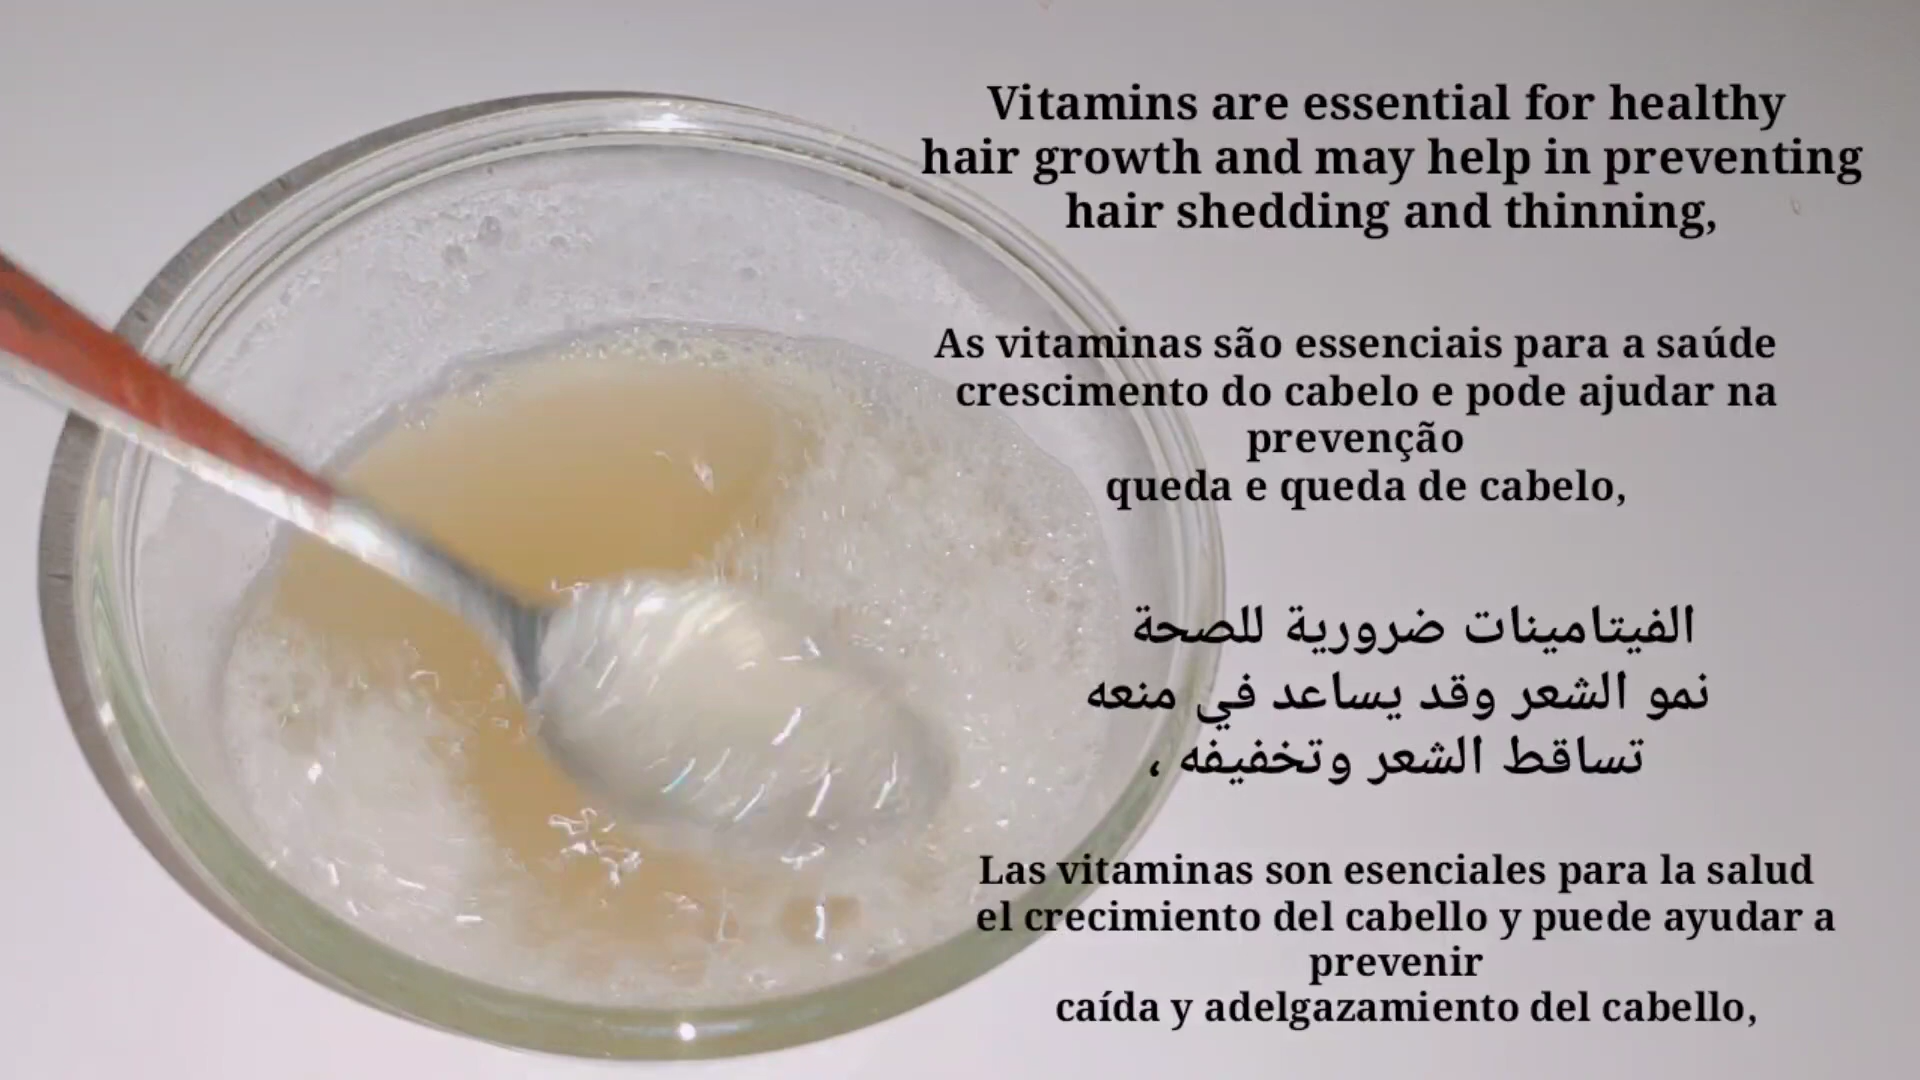 Vitamins are essential for healthy
hair growth and may help in preventing
hair shedding and thinning,
As vitaminas são essenciais para a saúde
crescimento do cabelo e pode ajudar na
prevenção
queda e queda de cabelo,
الفيتامينات ضرورية للصحة
نمو الشعر وقد يساعد في منعه
تساقط الشعر وتخفيفه ،
Las vitaminas son esenciales para la salud
el crecimiento del cabello y puede ayudar a
prevenir
caída y adelgazamiento del cabello,